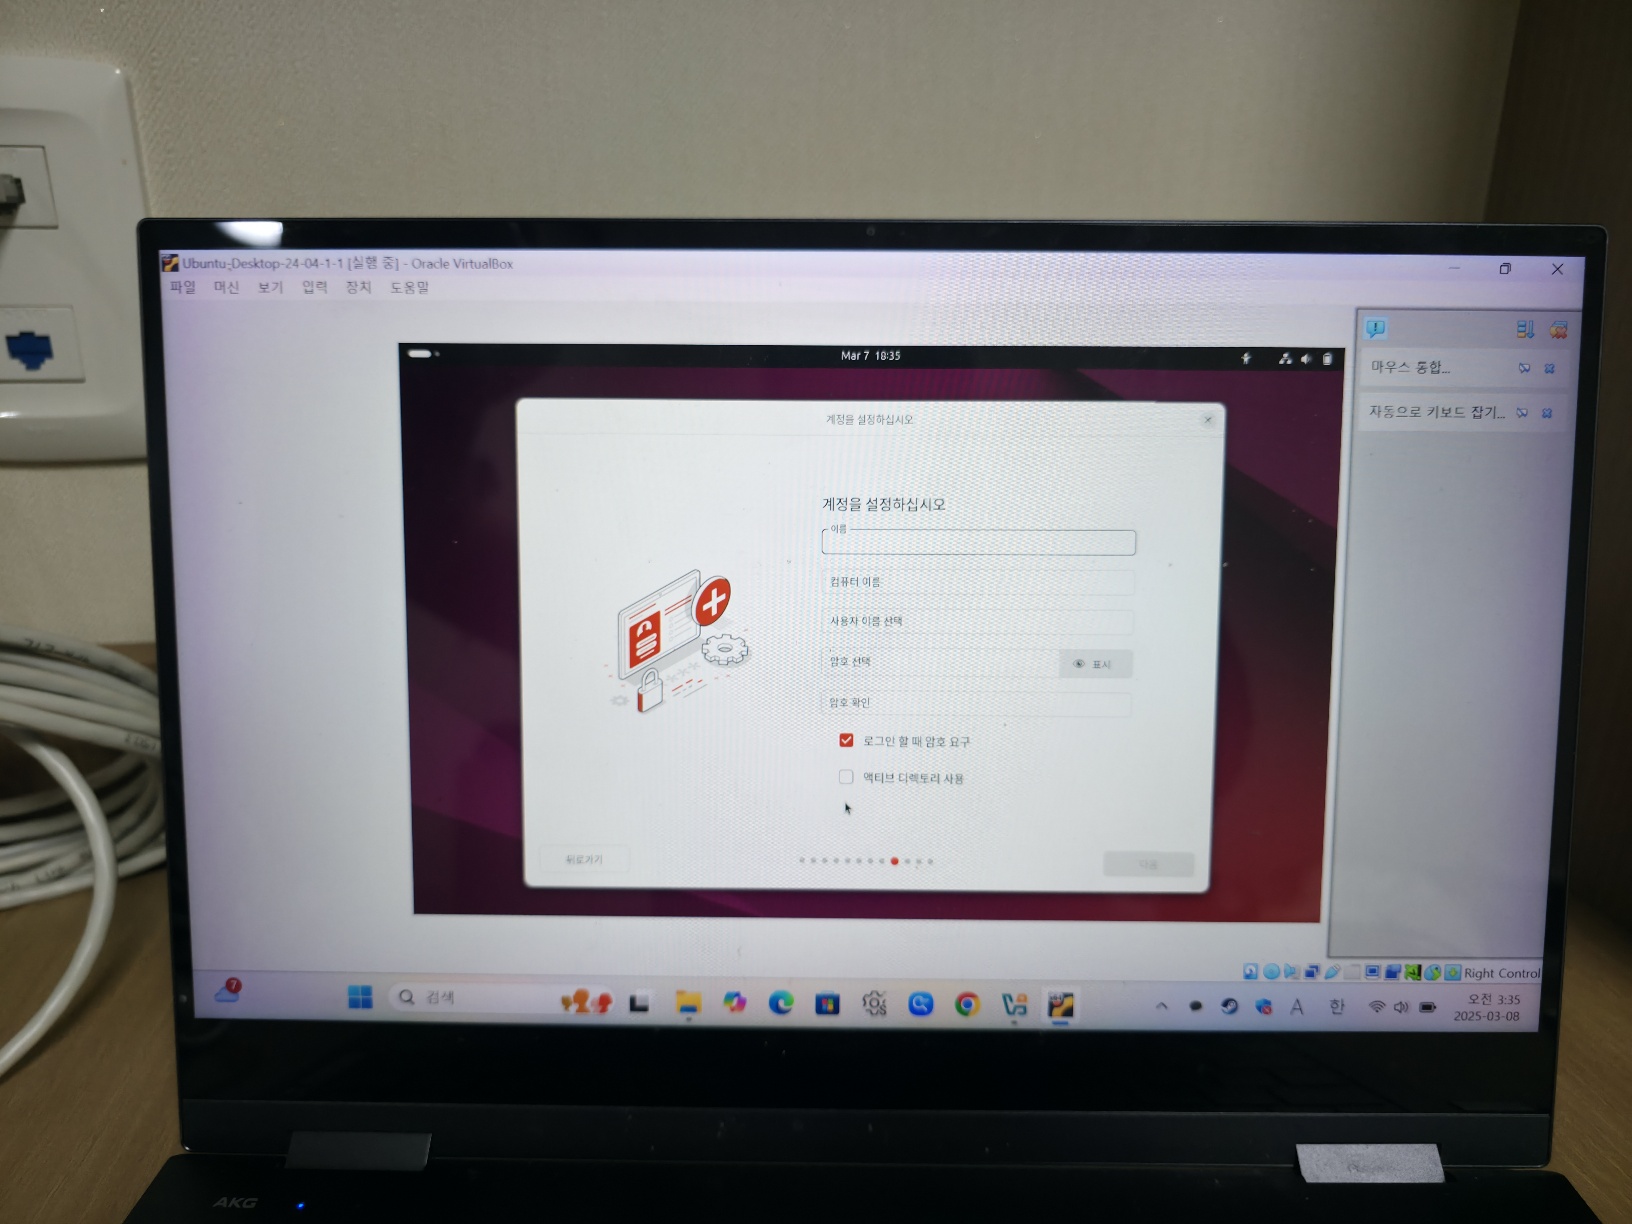 Ubuntu-Desktop-24-04-1-1 [실행 중] - Oracle VirtualBox
파일 머신 보기 입력 장치 도움말
Mar 7 18:35
마우스 통합...
자동으로 키보드 잡기...
계정을 설정하십시오
계정을 설정하십시오
이름
컴퓨터 이름
사용자 이름 선택
암호 선택
표시
암호 확인
로그인 할 때 암호 요구
액티브 디렉토리 사용
뒤로가기
다음
Right Control
7
검색
A 한
오전 3:35
2025-03-08
AKG